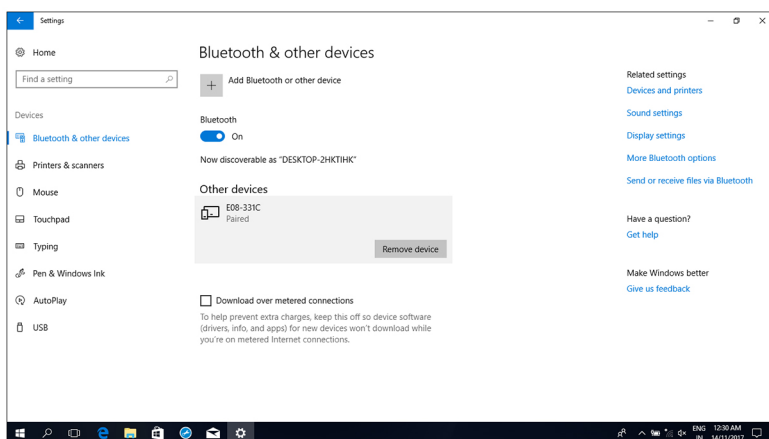 Settings
Home
Find a setting
Devices
Bluetooth & other devices
Printers & scanners
Mouse
Touchpad
Typing
Pen & Windows Ink
AutoPlay
USB
Bluetooth & other devices
Add Bluetooth or other device
Bluetooth
On
Now discoverable as "DESKTOP-2HKTIHK"
Other devices
E08-331C
Paired
Remove device
Download over metered connections
To help prevent extra charges, keep this off so device software
(drivers, info, and apps) for new devices won't download while
you're on metered Internet connections.
Related settings
Devices and printers
Sound settings
Display settings
More Bluetooth options
Send or receive files via Bluetooth
Have a question?
Get help
Make Windows better
Give us feedback
ENG 12:30 AM
IN 14/11/2017